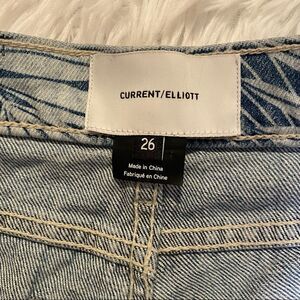 CURRENT/ELLIOTT
26
Made in China
Fabriqué en Chine